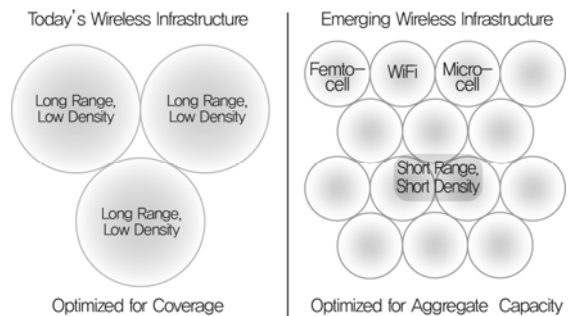 Today's Wireless Infrastructure
Long Range,
Low Density
Long Range,
Low Density
Long Range,
Low Density
Optimized for Coverage
Emerging Wireless Infrastructure
Femto-
cell
WiFi
Micro-
cell
Short Range,
Short Density
Optimized for Aggregate Capacity